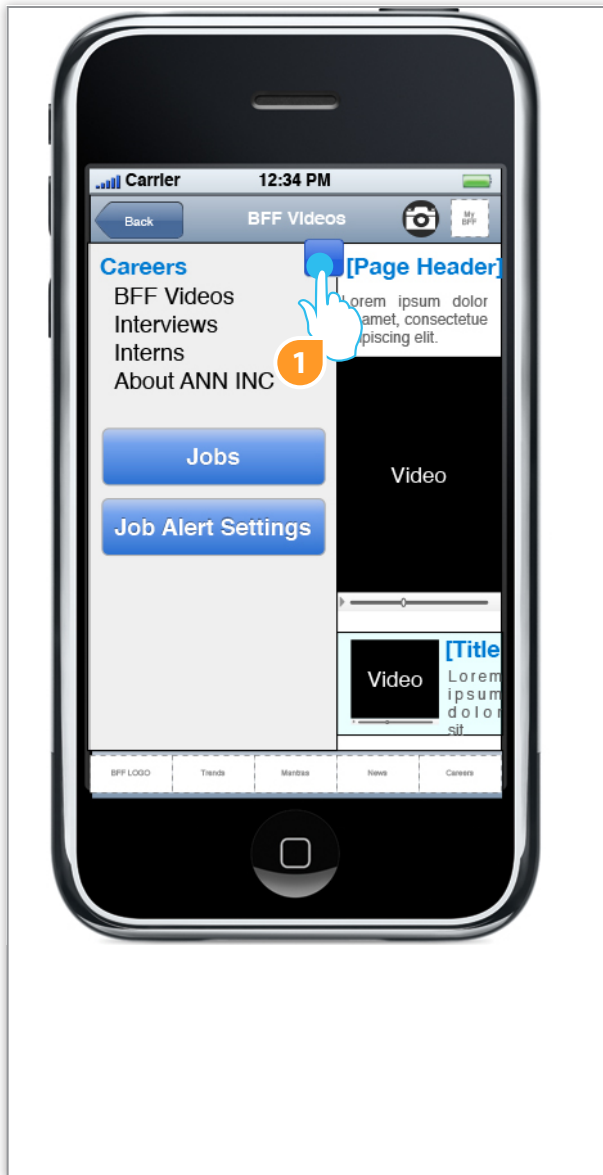 Carrier 12:34 PM
Back BFF Videos My BFF
Careers
BFF Videos
Interviews
Interns
About ANN INC
1
Jobs
Job Alert Settings
[Page Header]
orem ipsum dolor
amet, consectetue
piscing elit.
Video
Video
[Title
Lorem
ipsum
dolor
sit
BFF LOGO Trends Mantras News Careers